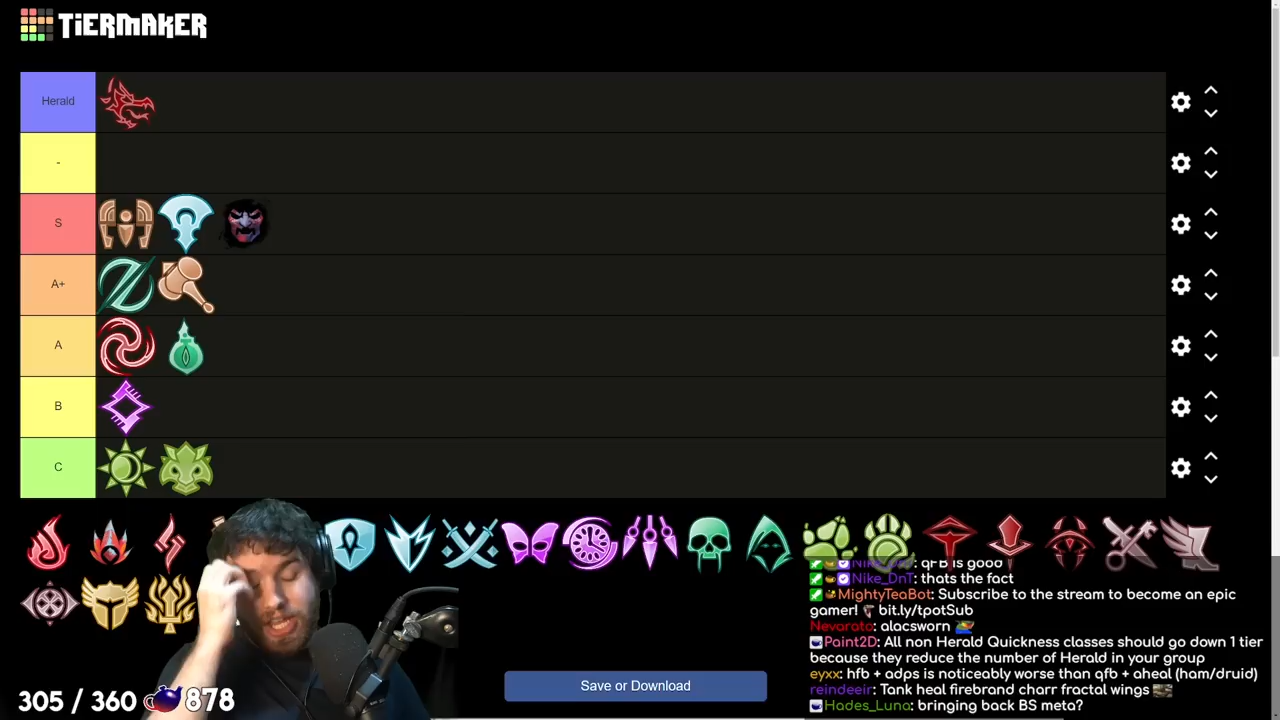 TiERMAKER
Herald
-
S
A+
A
B
C
Nike_DnT: qFB is good
Nike_DnT: thats the fact
MightyTeaBot: Subscribe to the stream to become an epic
gamer! bit.ly/tpotSub
Nevarato: alacsworn
Paint2D: All non Herald Quickness classes should go down 1 tier
because they reduce the number of Herald in your group
eyxx: hfb + adps is noticeably worse than qfb + aheal (ham/druid)
reindeeir: Tank heal firebrand charr fractal wings
Hades_Luna: bringing back BS meta?
Save or Download
305 / 360 878